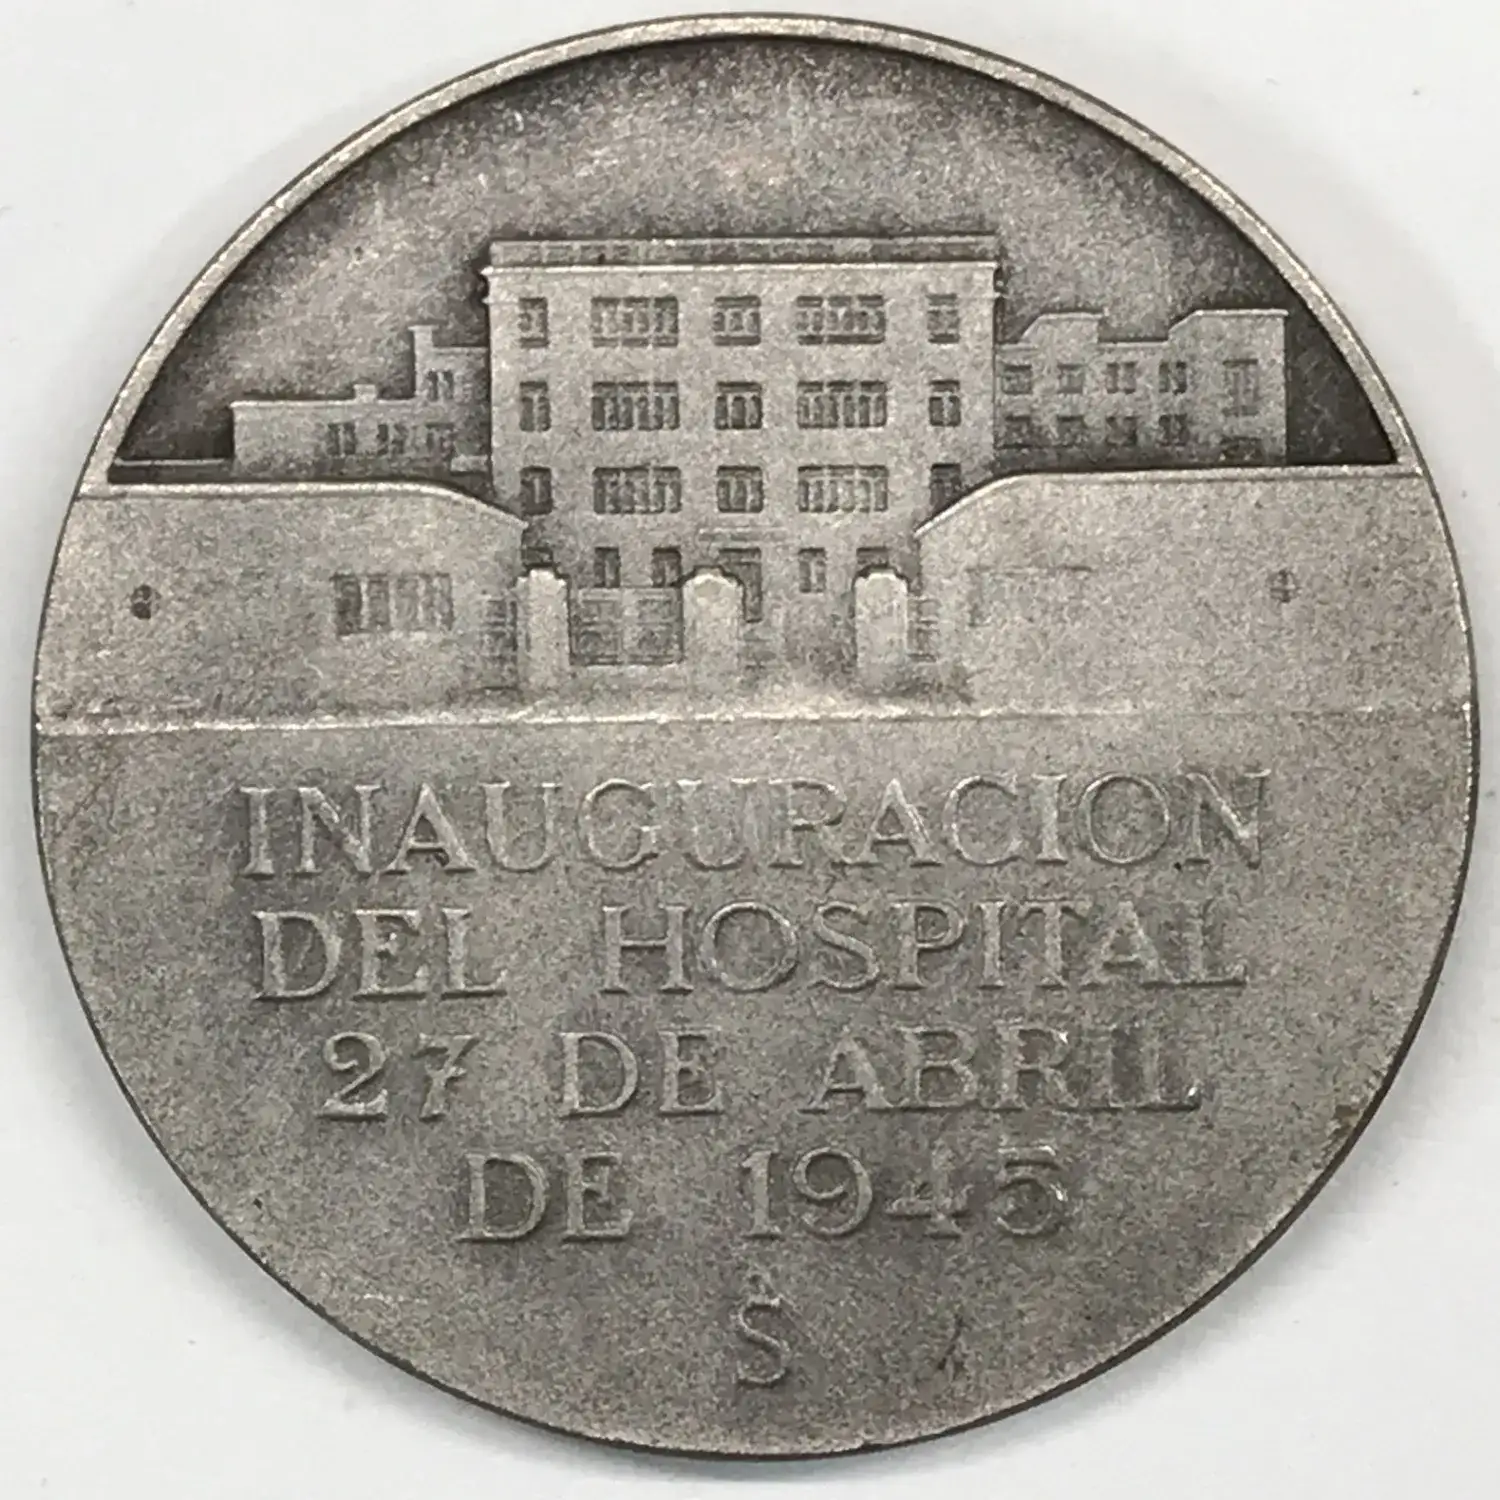 INAUGURACION
DEL HOSPITAL
27 DE ABRIL
DE 1945
S